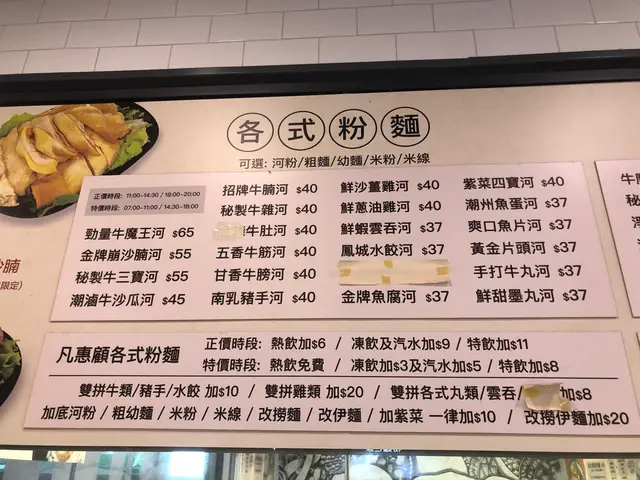 各式粉麵
可選: 河粉/粗麵/幼麵/米粉/米線
正價時段: 11:00-14:30 / 18:00-20:00
特價時段: 07:00-11:00 / 14:30-18:00
勁量牛魔王河 $65
金牌崩沙腩河 $55
秘製牛三寶河 $55
潮滷牛沙瓜河 $45
招牌牛腩河 $40
秘製牛雜河 $40
牛肚河 $40
五香牛筋河 $40
甘香牛膀河 $40
南乳豬手河 $40
鮮沙薑雞河 $40
鮮蔥油雞河 $40
鮮蝦雲吞河 $37
鳳城水餃河 $37
金牌魚腐河 $37
紫菜四寶河 $40
潮州魚蛋河 $37
爽口魚片河 $37
黃金片頭河 $37
手打牛丸河 $37
鮮甜墨丸河 $37
凡惠顧各式粉麵
正價時段: 熱飲加$6 / 凍飲及汽水加$9 / 特飲加$11
特價時段: 熱飲免費 / 凍飲加$3及汽水加$5 / 特飲加$8
雙拼牛類/豬手/水餃 加$10 / 雙拼雞類 加$20 / 雙拼各式丸類/雲吞/ 加$8
加底河粉 / 粗幼麵 / 米粉 / 米線 / 改撈麵 / 改伊麵 / 加紫菜 一律加$10 / 改撈伊麵加$20
腩
限定)